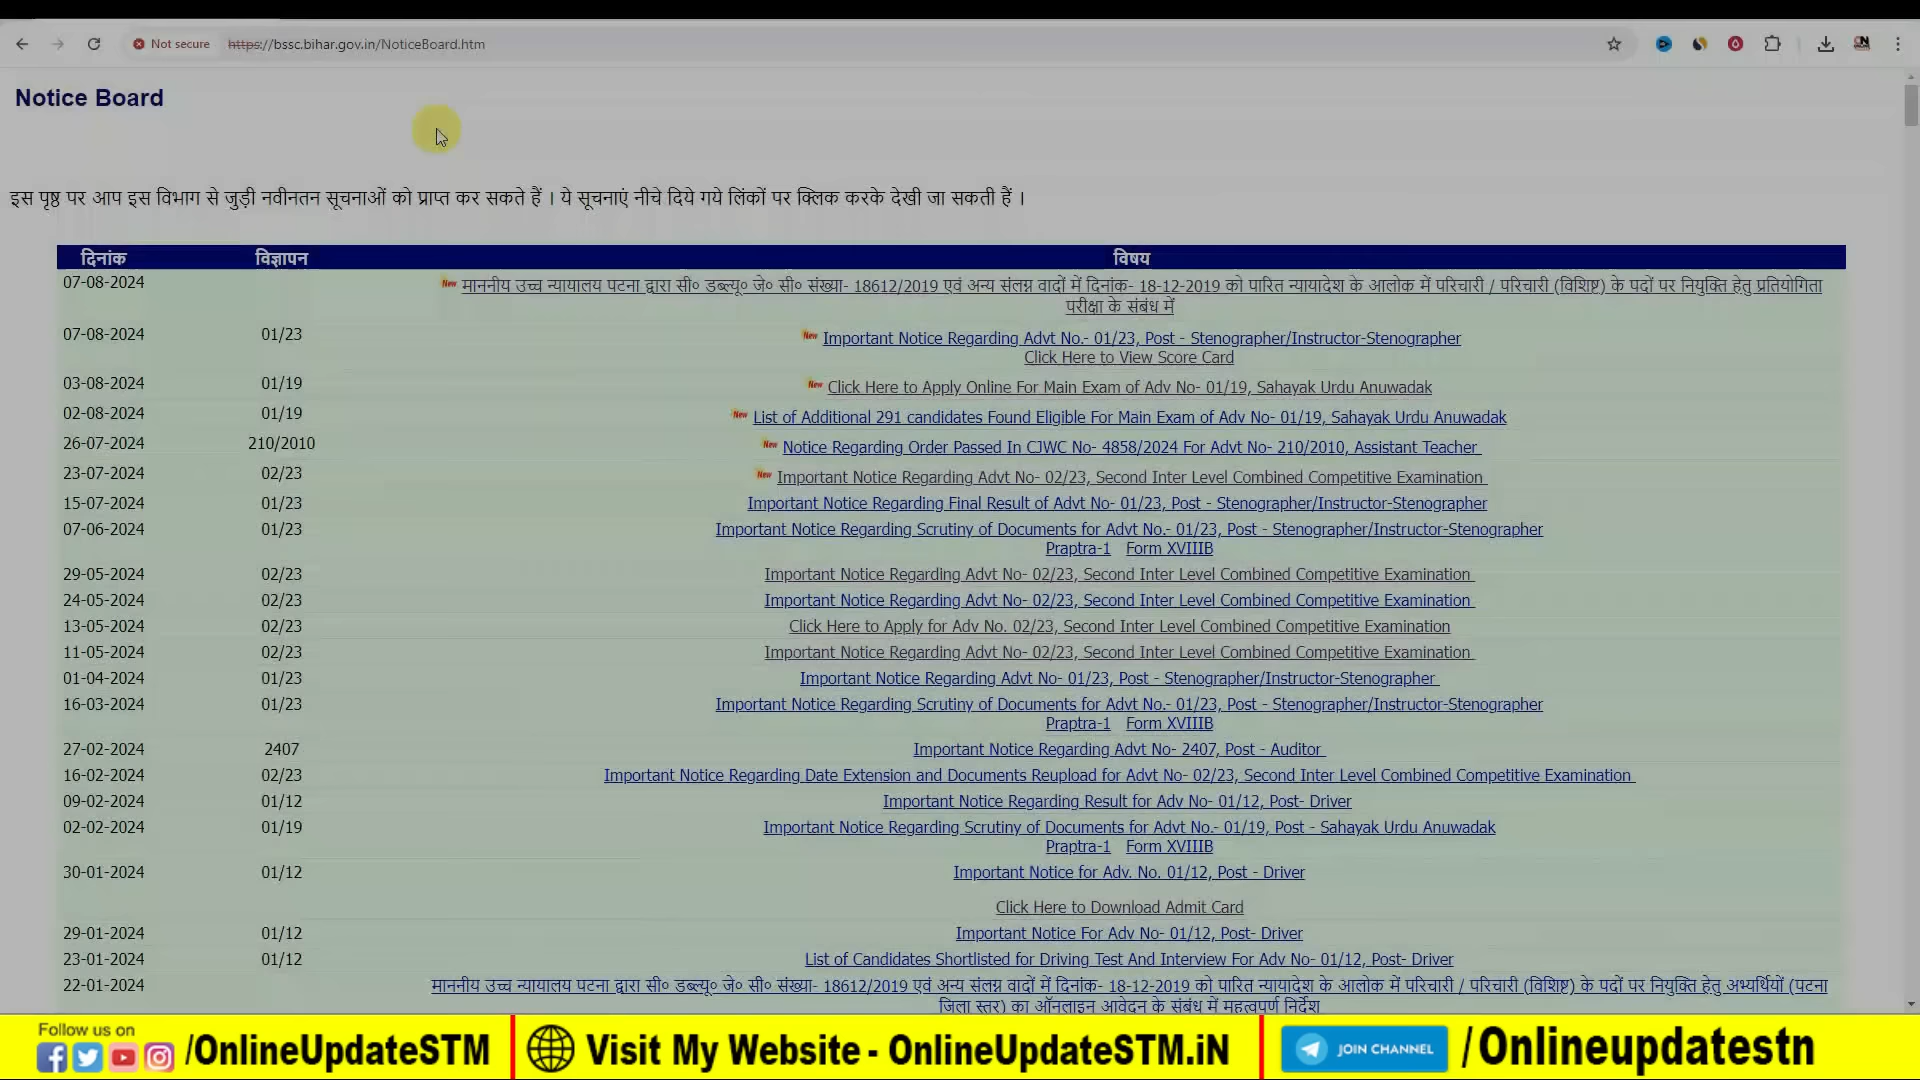 Not secure
https://bssc.bihar.gov.in/NoticeBoard.htm
Notice Board
इस पृष्ठ पर आप इस विभाग से जुड़ी नवीनतन सूचनाओं को प्राप्त कर सकते हैं । ये सूचनाएं नीचे दिये गये लिंकों पर क्लिक करके देखी जा सकती हैं ।
दिनांक विज्ञापन विषय
07-08-2024 New माननीय उच्च न्यायालय पटना द्वारा सी० डब्ल्यू० जे० सी० संख्या- 18612/2019 एवं अन्य संलग्न वादों में दिनांक- 18-12-2019 को पारित न्यायादेश के आलोक में परिचारी / परिचारी (विशिष्ट) के पदों पर नियुक्ति हेतु प्रतियोगिता
परीक्षा के संबंध में
07-08-2024 01/23 New Important Notice Regarding Advt No.- 01/23, Post - Stenographer/Instructor-Stenographer
Click Here to View Score Card
03-08-2024 01/19 New Click Here to Apply Online For Main Exam of Adv No- 01/19, Sahayak Urdu Anuwadak
02-08-2024 01/19 New List of Additional 291 candidates Found Eligible For Main Exam of Adv No- 01/19, Sahayak Urdu Anuwadak
26-07-2024 210/2010 New Notice Regarding Order Passed In CJWC No- 4858/2024 For Advt No- 210/2010, Assistant Teacher
23-07-2024 02/23 New Important Notice Regarding Advt No- 02/23, Second Inter Level Combined Competitive Examination
15-07-2024 01/23 Important Notice Regarding Final Result of Advt No- 01/23, Post - Stenographer/Instructor-Stenographer
07-06-2024 01/23 Important Notice Regarding Scrutiny of Documents for Advt No.- 01/23, Post - Stenographer/Instructor-Stenographer
Praptra-1 Form XVIIIB
29-05-2024 02/23 Important Notice Regarding Advt No- 02/23, Second Inter Level Combined Competitive Examination
24-05-2024 02/23 Important Notice Regarding Advt No- 02/23, Second Inter Level Combined Competitive Examination
13-05-2024 02/23 Click Here to Apply for Adv No. 02/23, Second Inter Level Combined Competitive Examination
11-05-2024 02/23 Important Notice Regarding Advt No- 02/23, Second Inter Level Combined Competitive Examination
01-04-2024 01/23 Important Notice Regarding Advt No- 01/23, Post - Stenographer/Instructor-Stenographer
16-03-2024 01/23 Important Notice Regarding Scrutiny of Documents for Advt No.- 01/23, Post - Stenographer/Instructor-Stenographer
Praptra-1 Form XVIIIB
27-02-2024 2407 Important Notice Regarding Advt No- 2407, Post - Auditor
16-02-2024 02/23 Important Notice Regarding Date Extension and Documents Reupload for Advt No- 02/23, Second Inter Level Combined Competitive Examination
09-02-2024 01/12 Important Notice Regarding Result for Adv No- 01/12, Post- Driver
02-02-2024 01/19 Important Notice Regarding Scrutiny of Documents for Advt No.- 01/19, Post - Sahayak Urdu Anuwadak
Praptra-1 Form XVIIIB
30-01-2024 01/12 Important Notice for Adv. No. 01/12, Post - Driver
Click Here to Download Admit Card
29-01-2024 01/12 Important Notice For Adv No- 01/12, Post- Driver
23-01-2024 01/12 List of Candidates Shortlisted for Driving Test And Interview For Adv No- 01/12, Post- Driver
22-01-2024 माननीय उच्च न्यायालय पटना द्वारा सी० डब्ल्यू० जे० सी० संख्या- 18612/2019 एवं अन्य संलग्न वादों में दिनांक- 18-12-2019 को पारित न्यायादेश के आलोक में परिचारी / परिचारी (विशिष्ट) के पदों पर नियुक्ति हेतु अभ्यर्थियों (पटना
जिला स्तर) का ऑनलाइन आवेदन के संबंध में महत्वपूर्ण निर्देश
Follow us on
/OnlineUpdateSTM
Visit My Website - OnlineUpdateSTM.iN
JOIN CHANNEL
/Onlineupdatestn